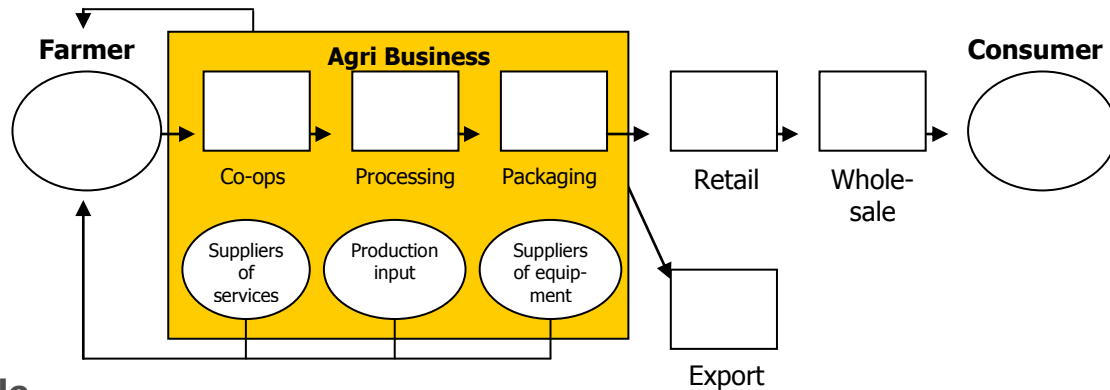 Farmer
Agri Business
Consumer
Co-ops
Processing
Packaging
Retail
Whole-
sale
Suppliers
of
services
Production
input
Suppliers
of equip-
ment
Export